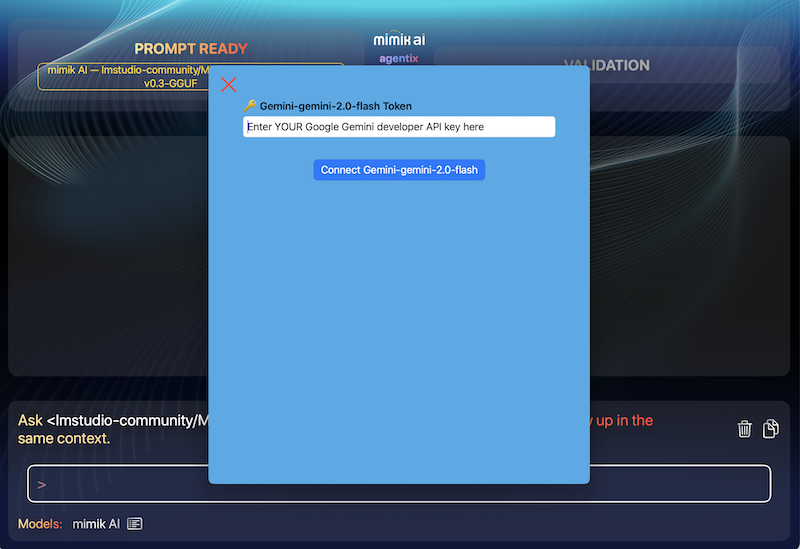 PROMPT READY
mimik AI — lmstudio-community/M
v0.3-GGUF
mimik ai
agentix
VALIDATION
Gemini-gemini-2.0-flash Token
Enter YOUR Google Gemini developer API key here
Connect Gemini-gemini-2.0-flash
Ask <lmstudio-community/M
up in the
same context.
>
Models: mimik AI